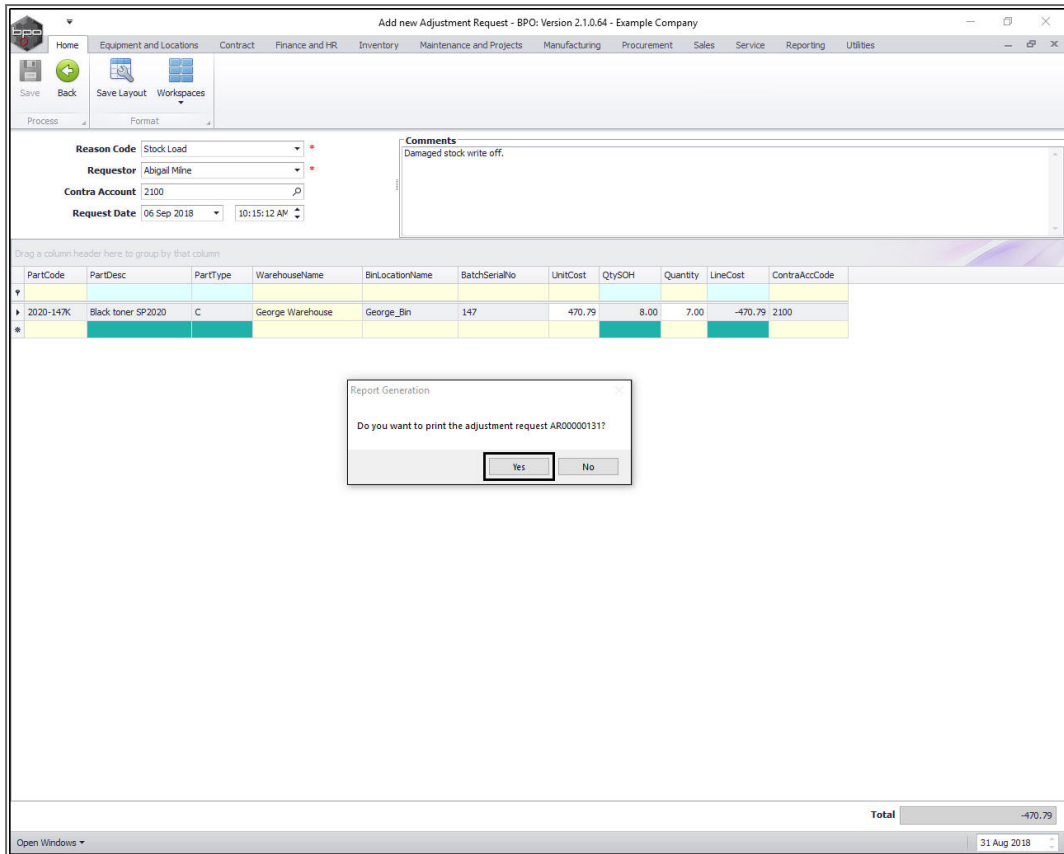 Add new Adjustment Request - BPO: Version 2.1.0.64 - Example Company
bpo
Home Equipment and Locations Contract Finance and HR Inventory Maintenance and Projects Manufacturing Procurement Sales Service Reporting Utilities
Save Back Save Layout Workspaces
Process Format
Reason Code Stock Load *
Requestor Abigail Milne *
Contra Account 2100
Request Date 06 Sep 2018 10:15:12 AM
Comments
Damaged stock write off.
Drag a column header here to group by that column
PartCode PartDesc PartType WarehouseName BinLocationName BatchSerialNo UnitCost QtySOH Quantity LineCost ContraAccCode
2020-147K Black toner SP2020 C George Warehouse George_Bin 147 470.79 8.00 7.00 -470.79 2100
Report Generation
Do you want to print the adjustment request AR00000131?
Yes No
Total -470.79
Open Windows 31 Aug 2018